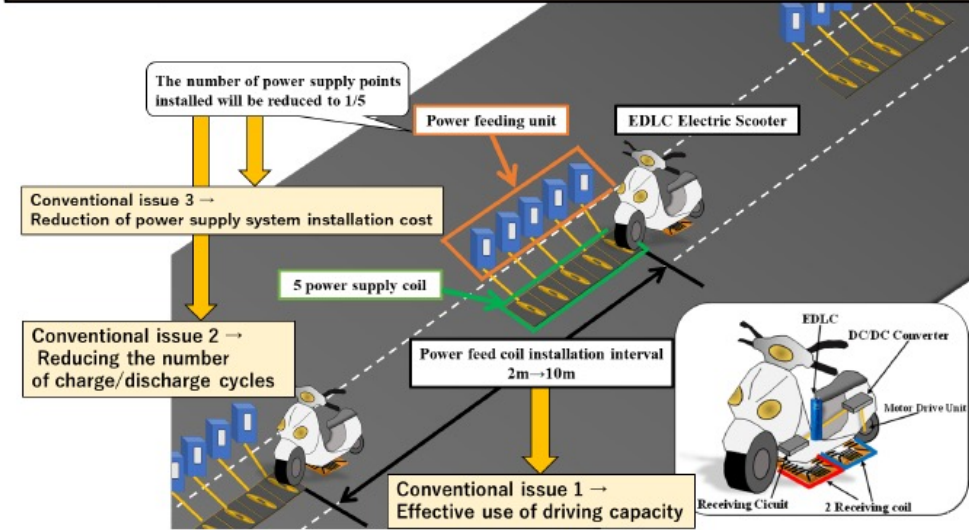 The number of power supply points
installed will be reduced to 1/5
Power feeding unit
EDLC Electric Scooter
Conventional issue 3 →
Reduction of power supply system installation cost
5 power supply coil
Conventional issue 2 →
Reducing the number
of charge/discharge cycles
Power feed coil installation interval
2m→10m
Conventional issue 1 →
Effective use of driving capacity
EDLC
DC/DC Converter
Motor Drive Unit
Receiving Cicuit
2 Receiving coil